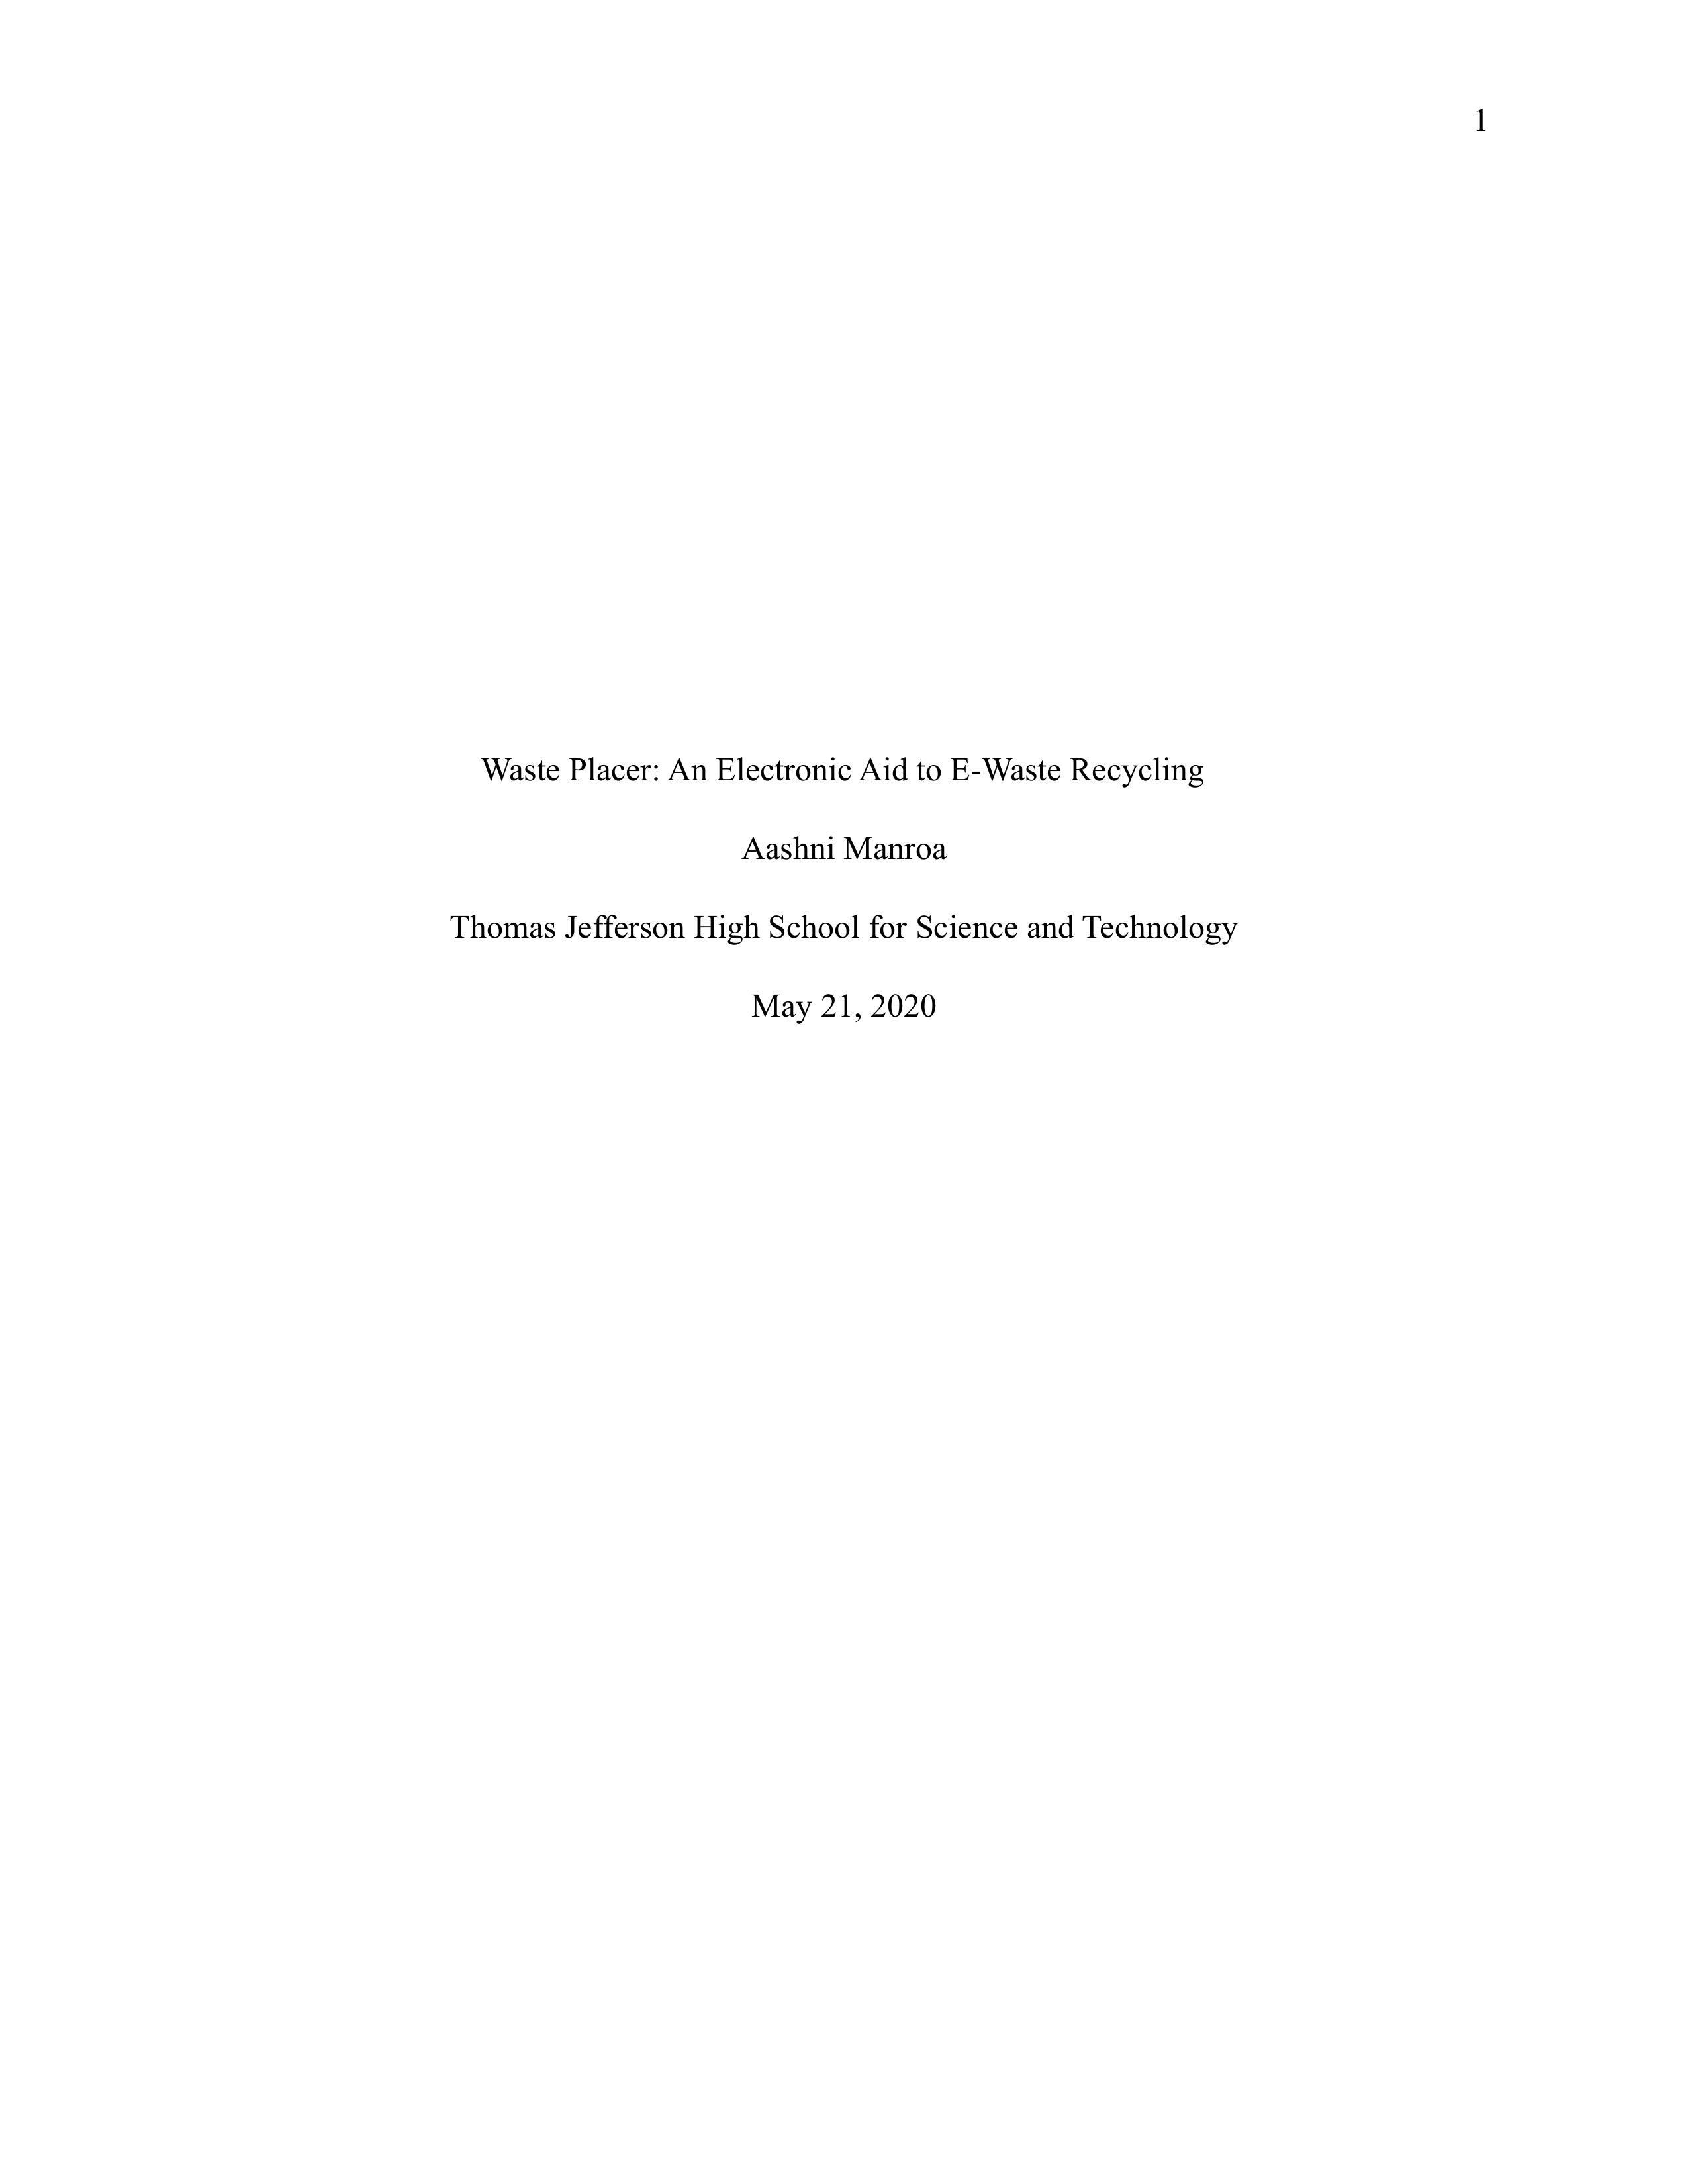 1
Waste Placer: An Electronic Aid to E-Waste Recycling
Aashni Manroa
Thomas Jefferson High School for Science and Technology
May 21, 2020